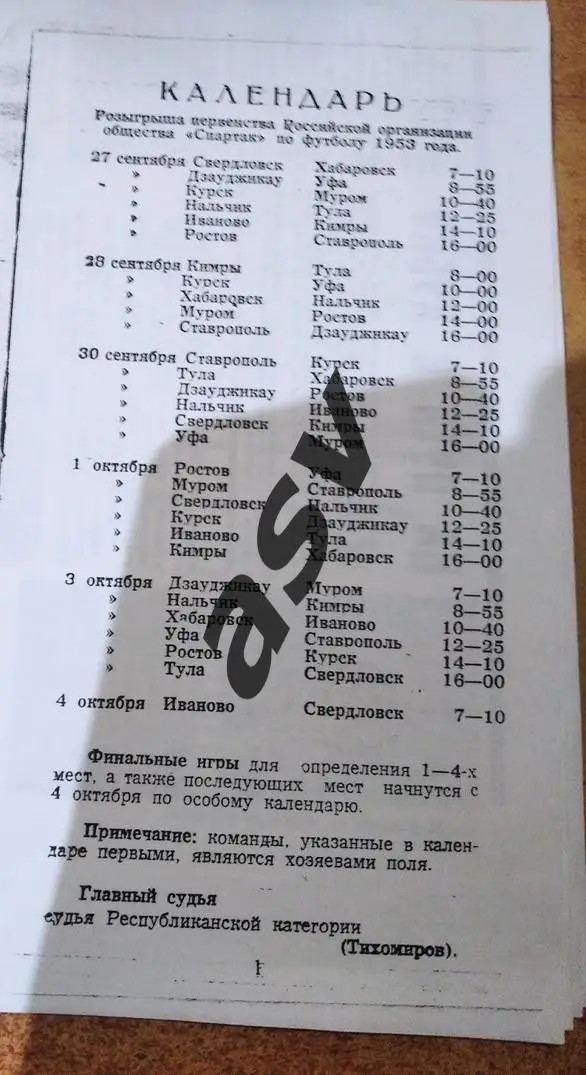 КАЛЕНДАРЬ
Розыгрыша первенства Российской организации
общества «Спартак» по футболу 1953 года.
27 сентября Свердловск Хабаровск 7—10
» Дзауджикау Уфа 8—55
» Курск Муром 10—40
» Нальчик Тула 12—25
» Иваново Кимры 14—10
» Ростов Ставрополь 16—00
28 сентября Кимры Тула 8—00
» Курск Уфа 10—00
» Хабаровск Нальчик 12—00
» Муром Ростов 14—00
» Ставрополь Дзауджикау 16—00
30 сентября Ставрополь Курск 7—10
» Тула Хабаровск 8—55
» Дзауджикау Ростов 10—40
» Нальчик Иваново 12—25
» Свердловск Кимры 14—10
» Уфа Муром 16—00
1 октября Ростов Уфа 7—10
» Муром Ставрополь 8—55
» Свердловск Нальчик 10—40
» Курск Дзауджикау 12—25
» Иваново Тула 14—10
» Кимры Хабаровск 16—00
3 октября Дзауджикау Муром 7—10
» Нальчик Кимры 8—55
» Хабаровск Иваново 10—40
» Уфа Ставрополь 12—25
» Ростов Курск 14—10
» Тула Свердловск 16—00
4 октября Иваново Свердловск 7—10
Финальные игры для определения 1—4-х
мест, а также последующих мест начнутся с
4 октября по особому календарю.
Примечание: команды, указанные в кален-
даре первыми, являются хозяевами поля.
Главный судья
судья Республиканской категории
(Тихомиров).
asv